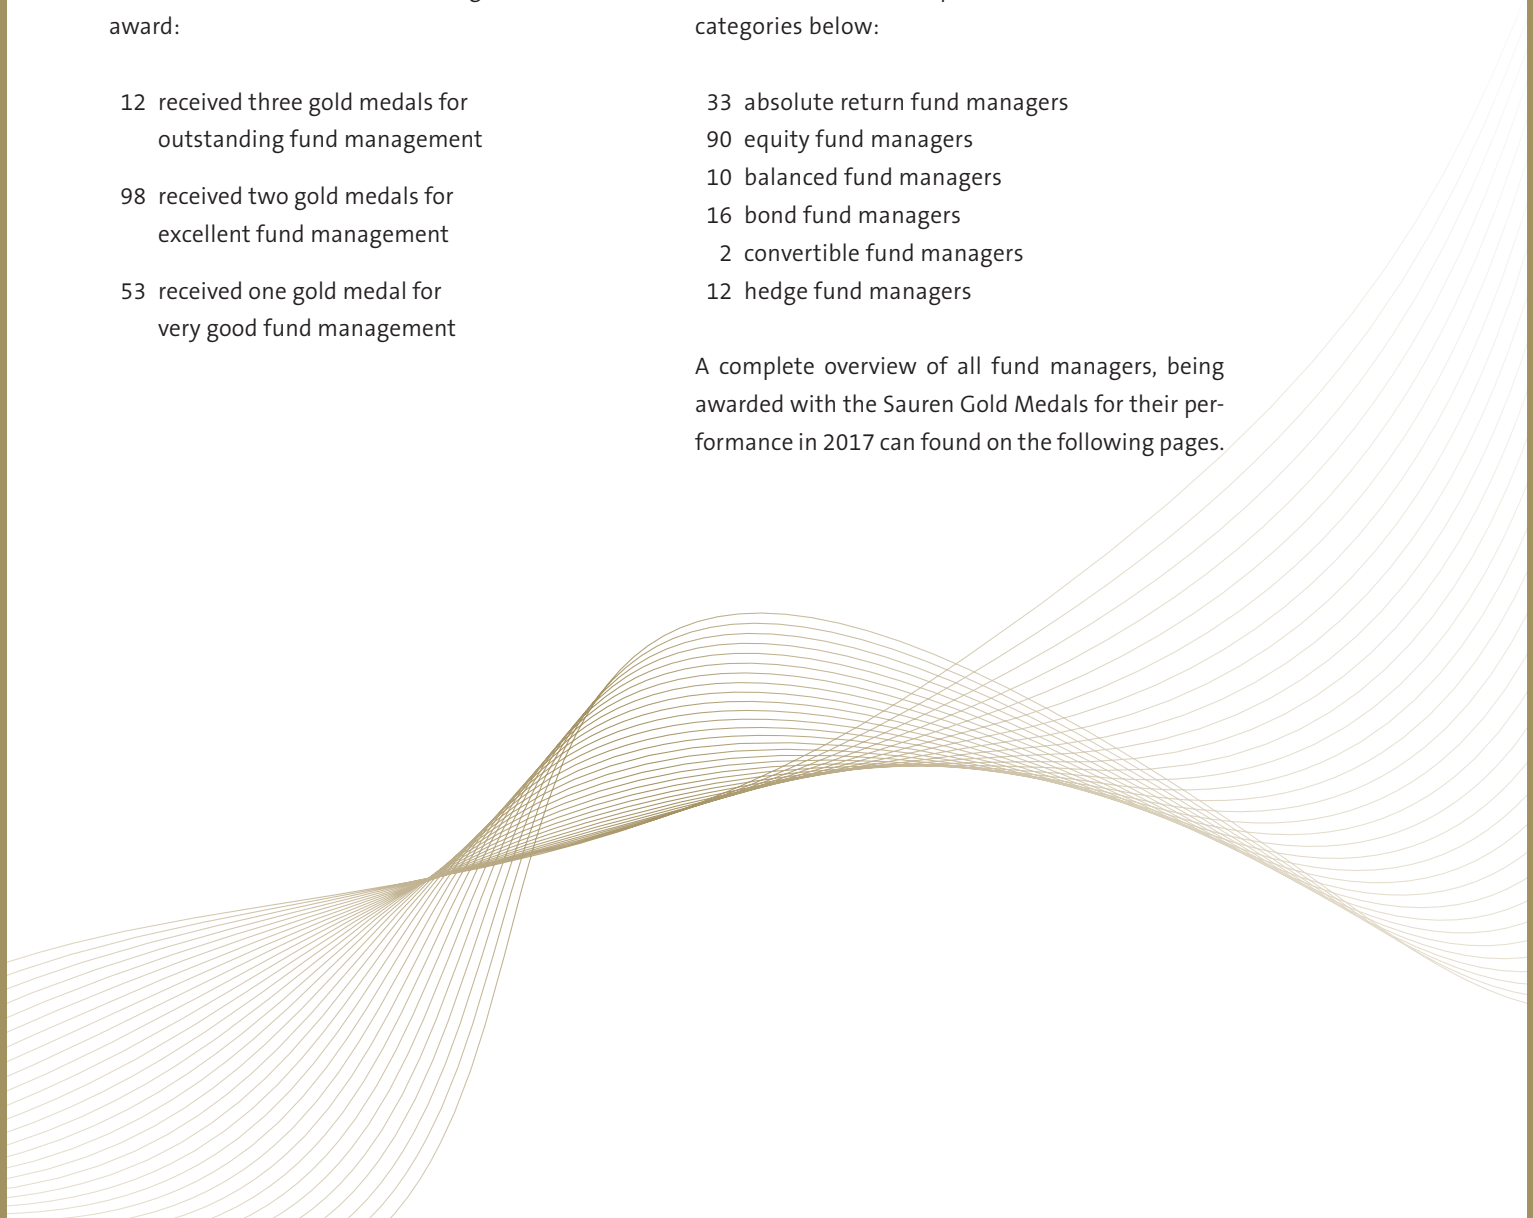 award:
12 received three gold medals for
outstanding fund management
98 received two gold medals for
excellent fund management
53 received one gold medal for
very good fund management
categories below:
33 absolute return fund managers
90 equity fund managers
10 balanced fund managers
16 bond fund managers
2 convertible fund managers
12 hedge fund managers
A complete overview of all fund managers, being
awarded with the Sauren Gold Medals for their per-
formance in 2017 can found on the following pages.